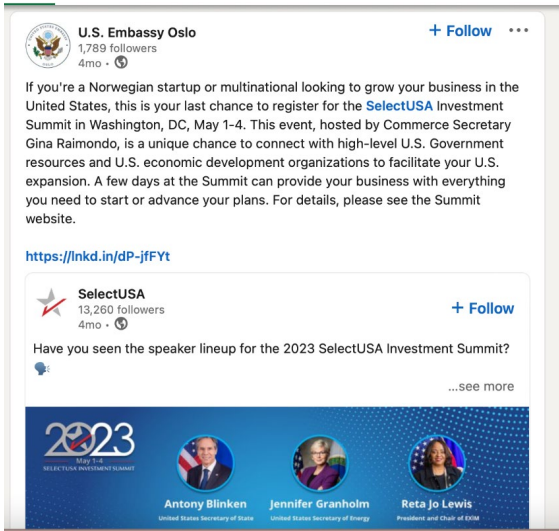 U.S. Embassy Oslo
+ Follow
1,789 followers
4mo •
If you're a Norwegian startup or multinational looking to grow your business in the
United States, this is your last chance to register for the SelectUSA Investment
Summit in Washington, DC, May 1-4. This event, hosted by Commerce Secretary
Gina Raimondo, is a unique chance to connect with high-level U.S. Government
resources and U.S. economic development organizations to facilitate your U.S.
expansion. A few days at the Summit can provide your business with everything
you need to start or advance your plans. For details, please see the Summit
website.
https://lnkd.in/dP-jfFYt
SelectUSA
13,260 followers
+ Follow
4mo •
Have you seen the speaker lineup for the 2023 SelectUSA Investment Summit?
...see more
2023
May 1-4
SELECTUSA INVESTMENT SUMMIT
Antony Blinken
United States Secretary of State
Jennifer Granholm
United States Secretary of Energy
Reta Jo Lewis
President and Chair of EXIM